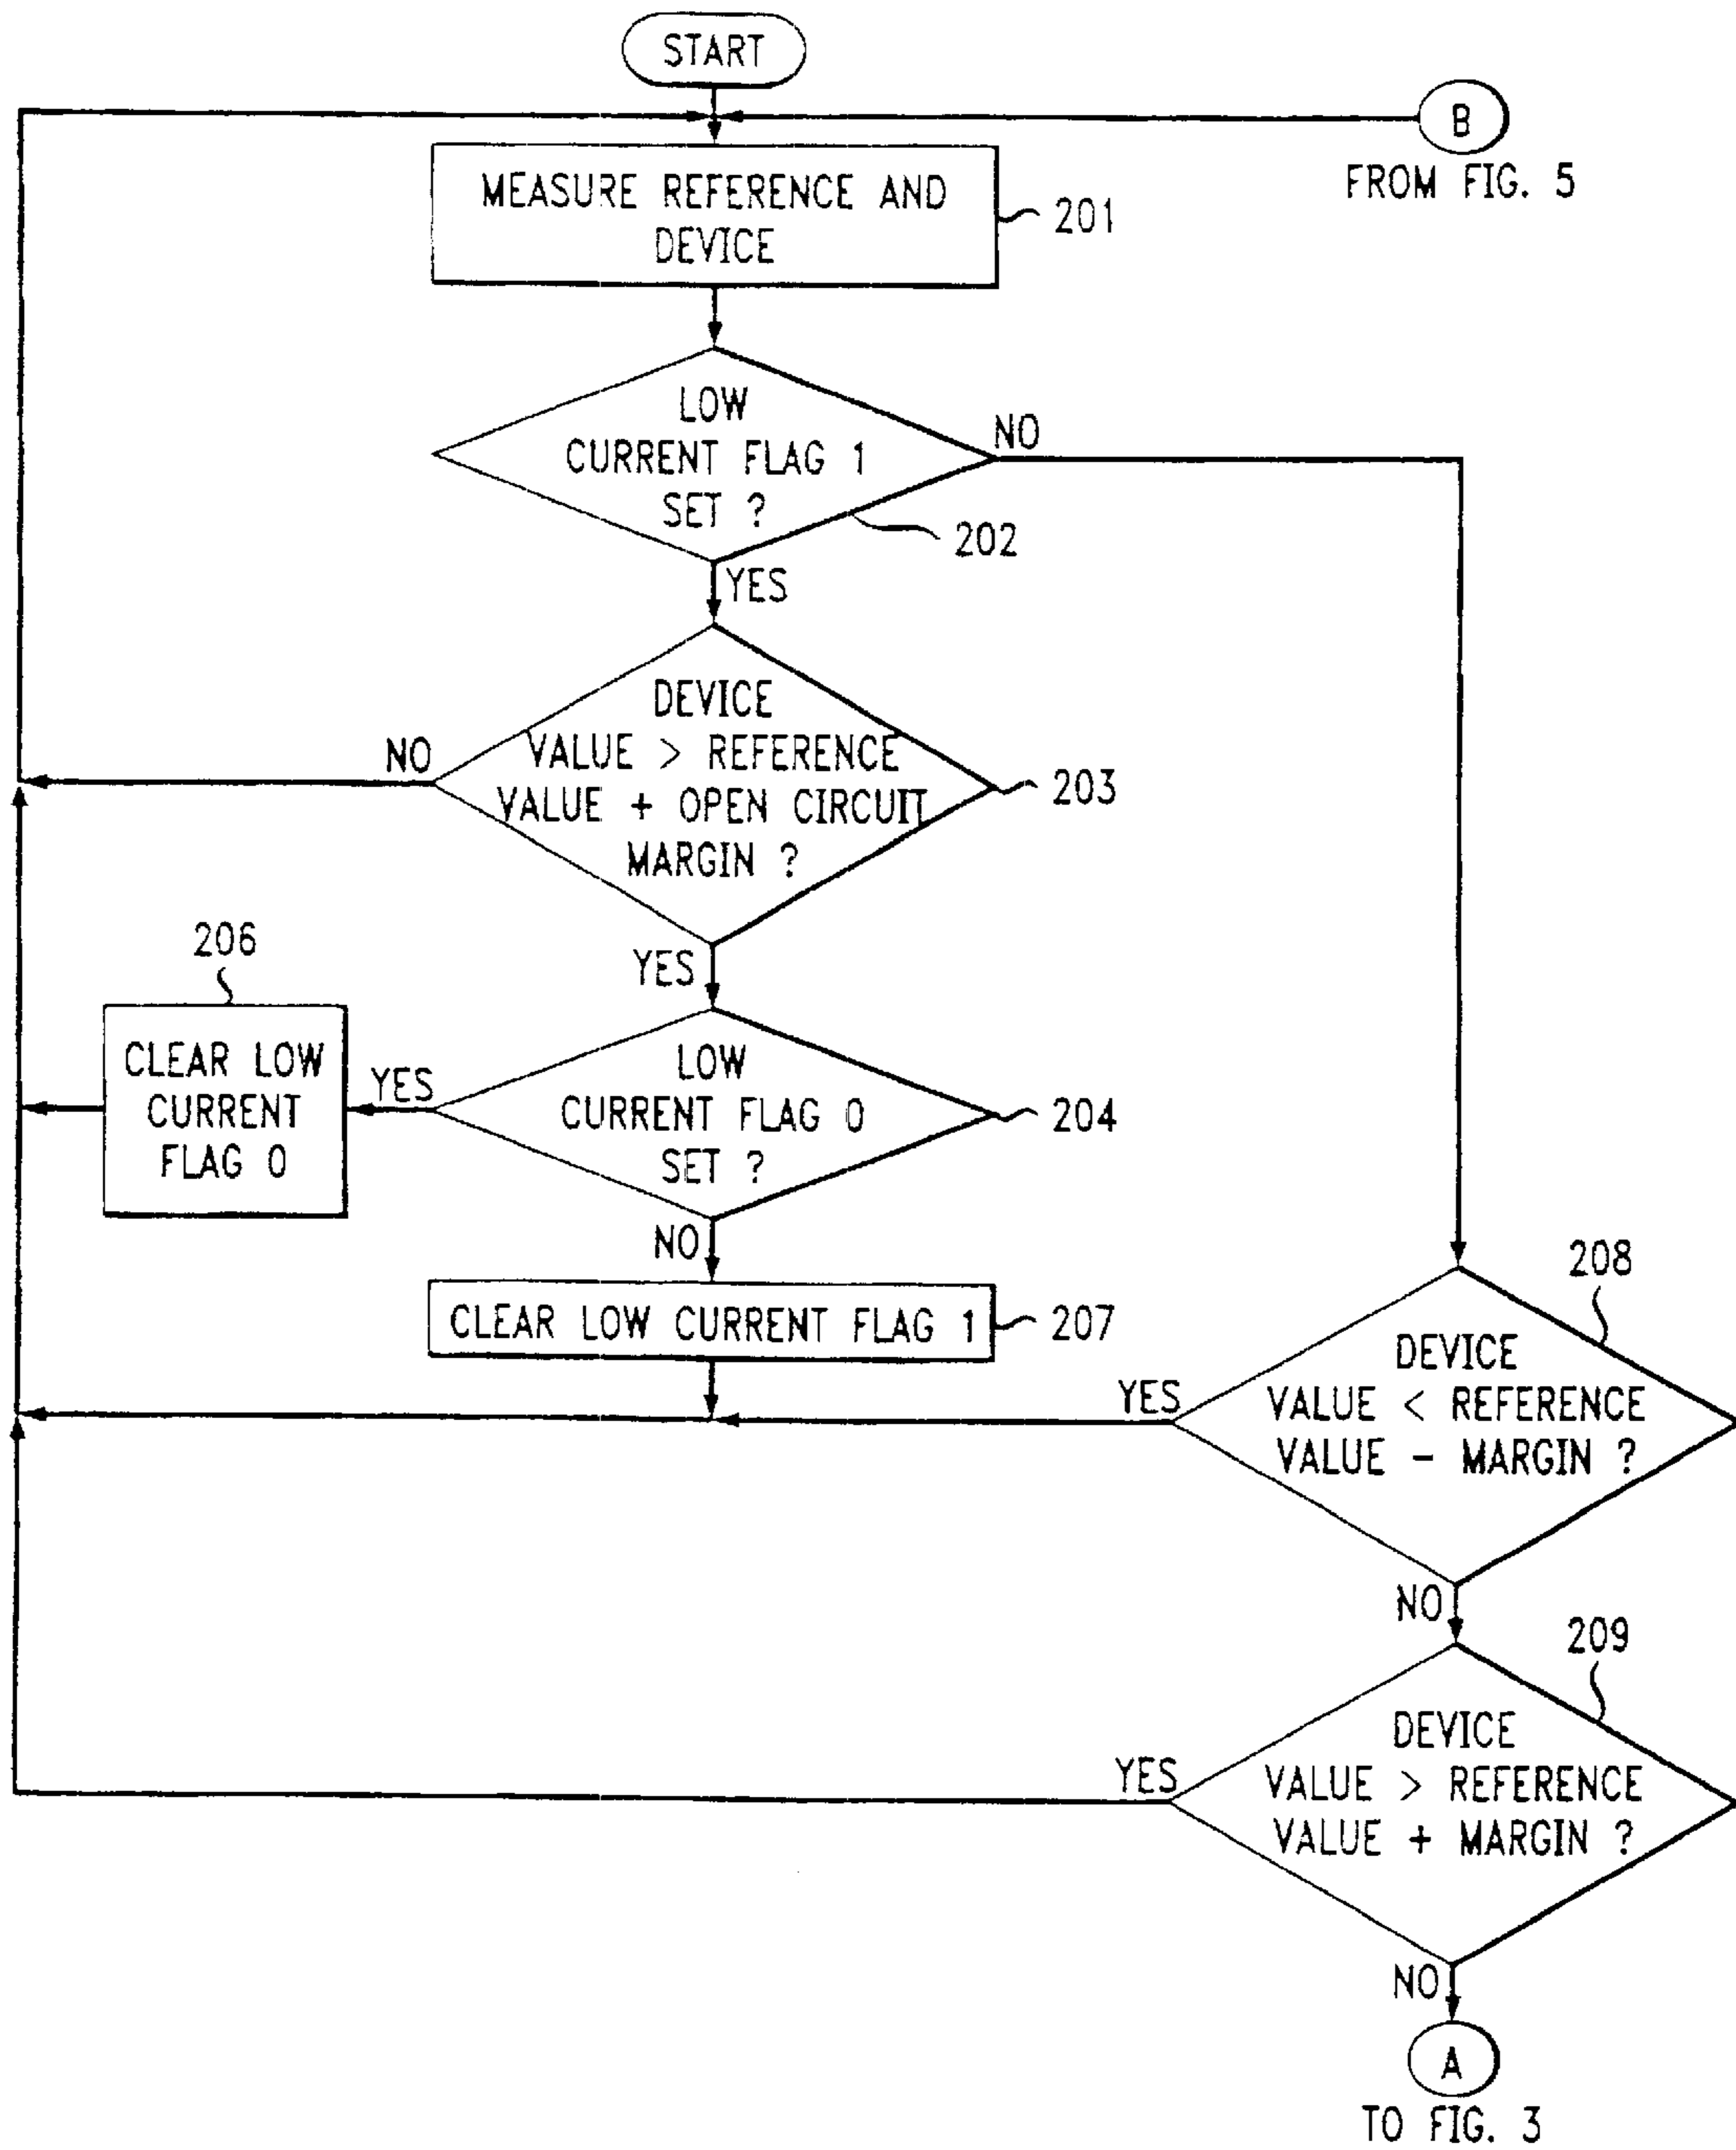 START
B
FROM FIG. 5
MEASURE REFERENCE AND
DEVICE
201
LOW
CURRENT FLAG 1
SET ?
NO
202
YES
DEVICE
VALUE > REFERENCE
VALUE + OPEN CIRCUIT
MARGIN ?
NO
203
YES
206
CLEAR LOW
CURRENT
FLAG 0
YES
LOW
CURRENT FLAG 0
SET ?
204
NO
CLEAR LOW CURRENT FLAG 1
207
208
DEVICE
VALUE < REFERENCE
VALUE - MARGIN ?
YES
NO
209
DEVICE
VALUE > REFERENCE
VALUE + MARGIN ?
YES
NO
A
TO FIG. 3